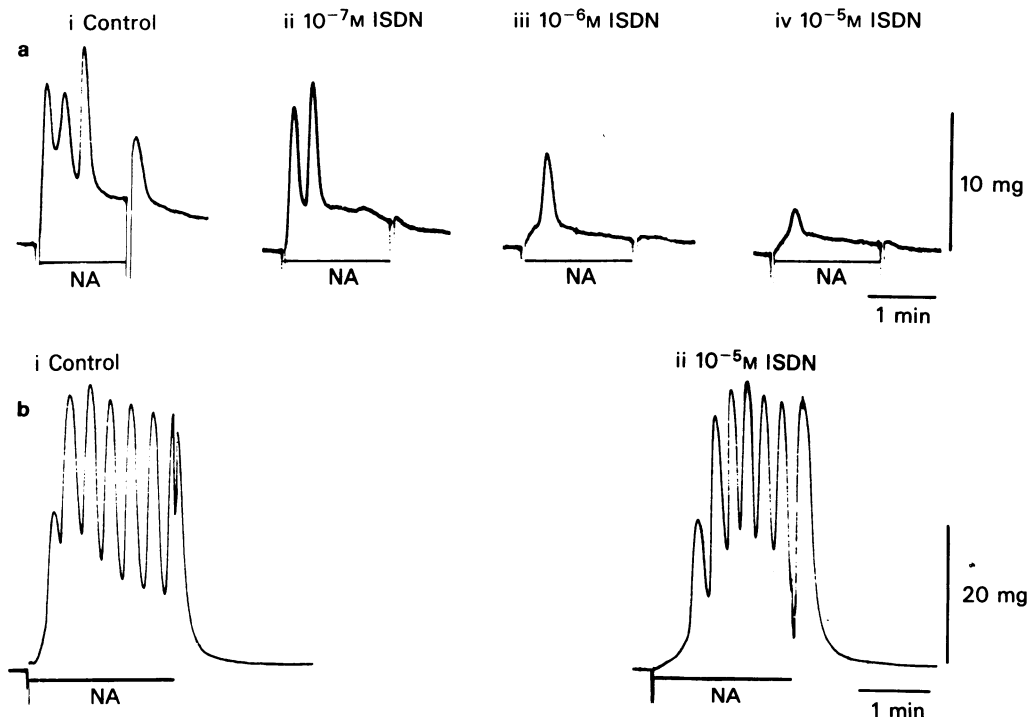 i Control
ii 10⁻⁷M ISDN
iii 10⁻⁶M ISDN
iv 10⁻⁵M ISDN
a
10 mg
NA
NA
NA
NA
1 min
i Control
ii 10⁻⁵M ISDN
b
20 mg
NA
NA
1 min